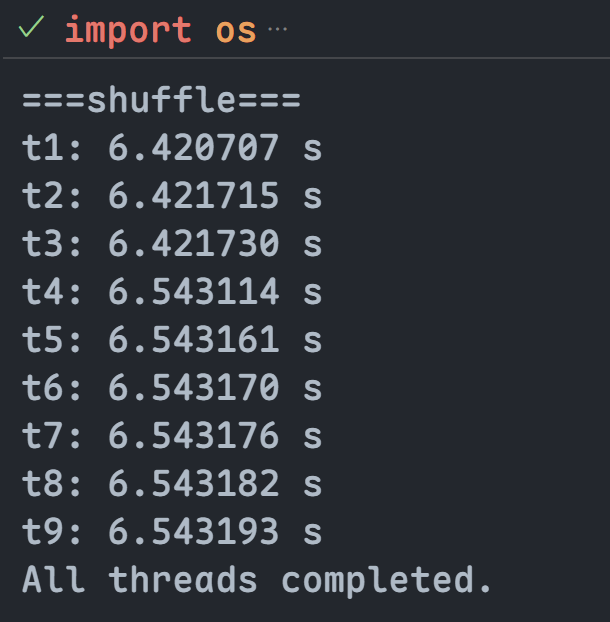 ✓ import os ...
===shuffle===
t1: 6.420707 s
t2: 6.421715 s
t3: 6.421730 s
t4: 6.543114 s
t5: 6.543161 s
t6: 6.543170 s
t7: 6.543176 s
t8: 6.543182 s
t9: 6.543193 s
All threads completed.